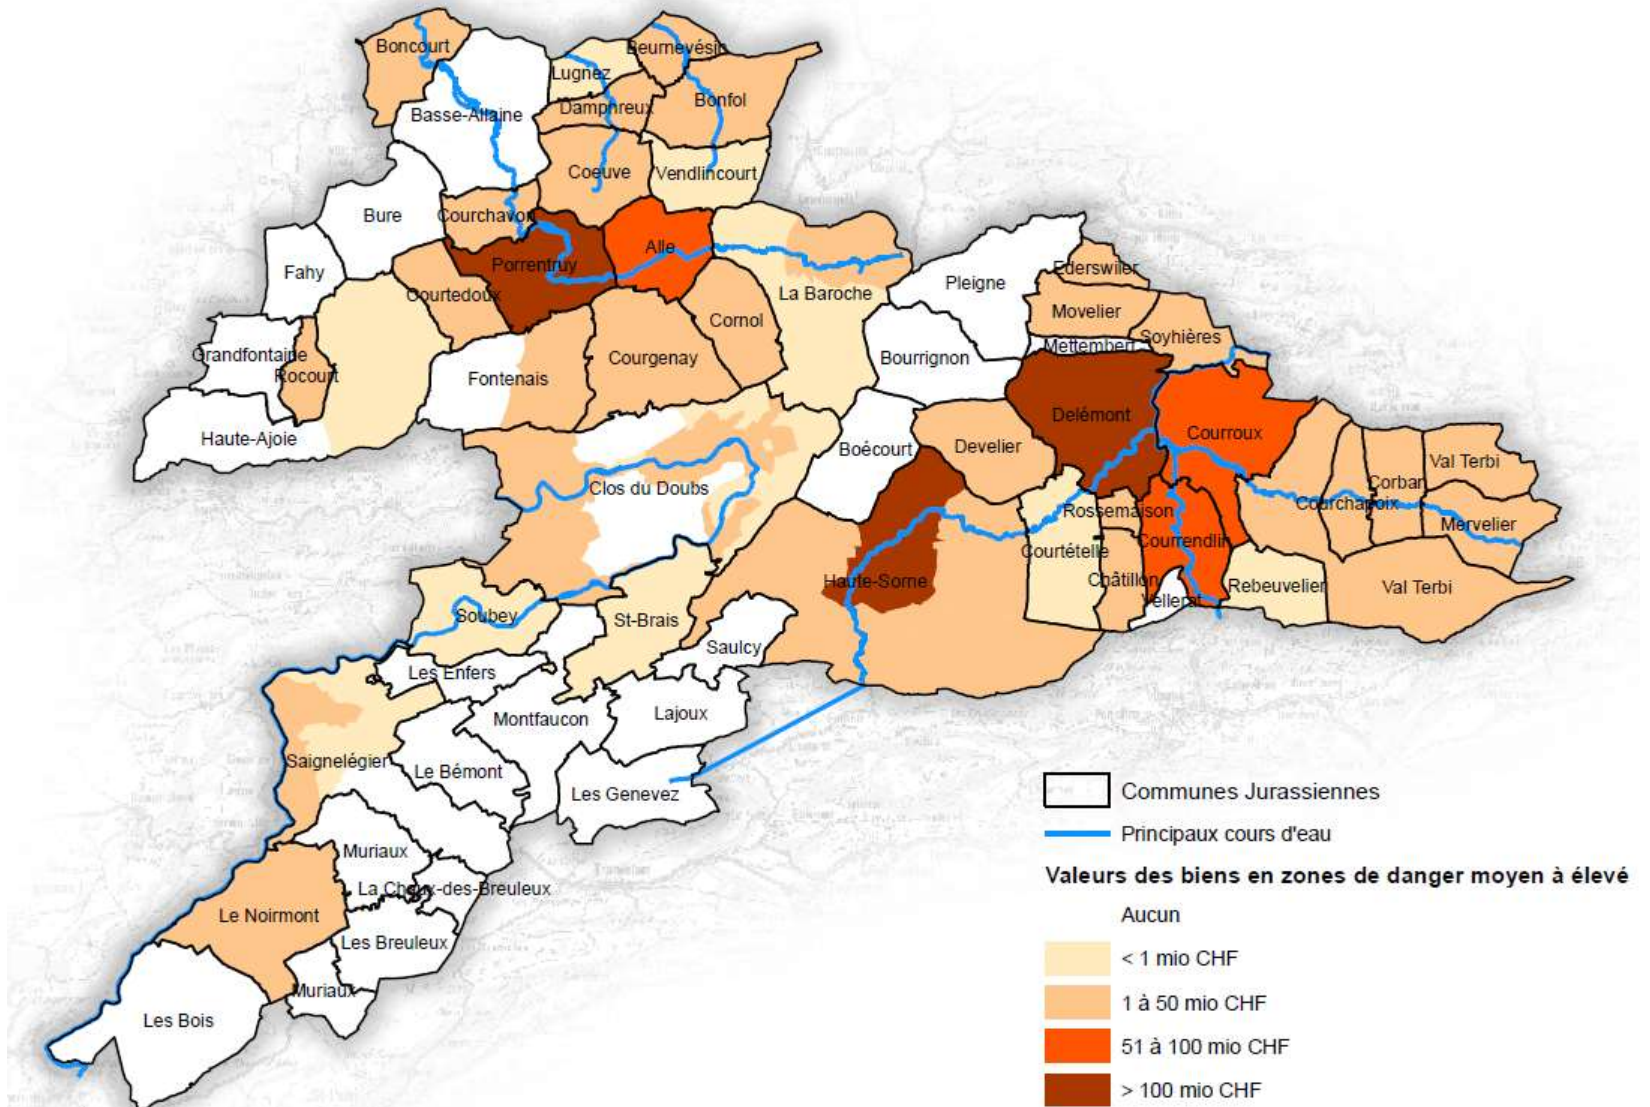 Boncourt
Beurnevésin
Lugnez
Bonfol
Damphreux
Basse-Allaine
Coeuve
Vendlincourt
Bure
Courchavon
Alle
Porrentruy
Fahy
Pleigne
Ederswiler
La Baroche
Courtedoux
Movelier
Cornol
Soyhières
Mettembert
Grandfontaine
Rocourt
Bourrignon
Courgenay
Fontenais
Delémont
Haute-Ajoie
Courroux
Develier
Boécourt
Val Terbi
Corban
Clos du Doubs
Courchapoix
Rossemaison
Mervelier
Courrendlin
Courtételle
Haute-Sorne
Châtillon
Rebeuvelier
Val Terbi
Vellerat
Soubey
St-Brais
Saulcy
Les Enfers
Montfaucon
Lajoux
Saignelégier
Le Bémont
Les Genevez
Muriaux
La Chaux-des-Breuleux
Le Noirmont
Les Breuleux
Muriaux
Les Bois
Communes Jurassiennes
Principaux cours d'eau
Valeurs des biens en zones de danger moyen à élevé
Aucun
< 1 mio CHF
1 à 50 mio CHF
51 à 100 mio CHF
> 100 mio CHF